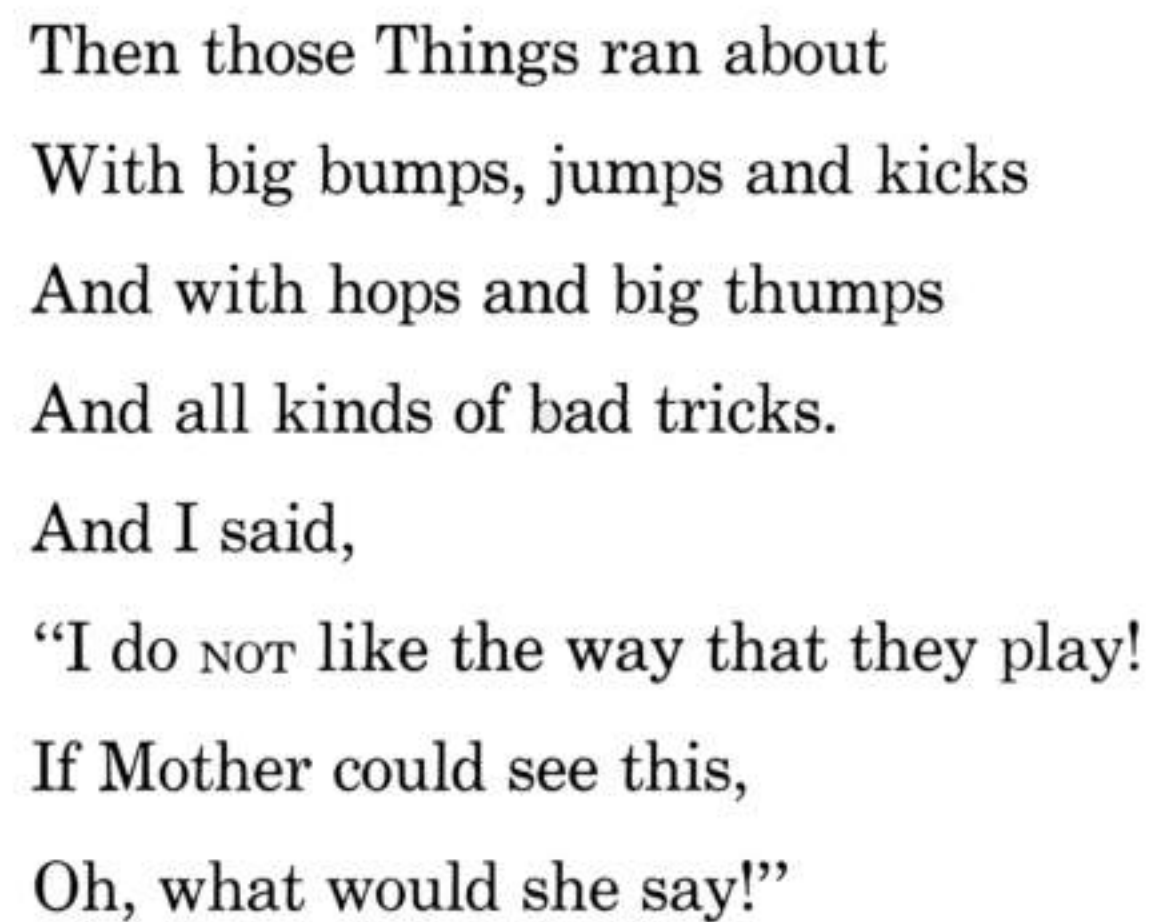 Then those Things ran about
With big bumps, jumps and kicks
And with hops and big thumps
And all kinds of bad tricks.
And I said,
“I do NOT like the way that they play!
If Mother could see this,
Oh, what would she say!”